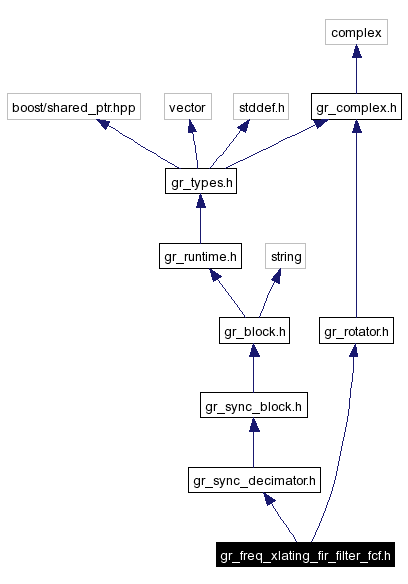 complex
boost/shared_ptr.hpp
vector
stddef.h
gr_complex.h
gr_types.h
gr_runtime.h
string
gr_block.h
gr_rotator.h
gr_sync_block.h
gr_sync_decimator.h
gr_freq_xlating_fir_filter_fcf.h